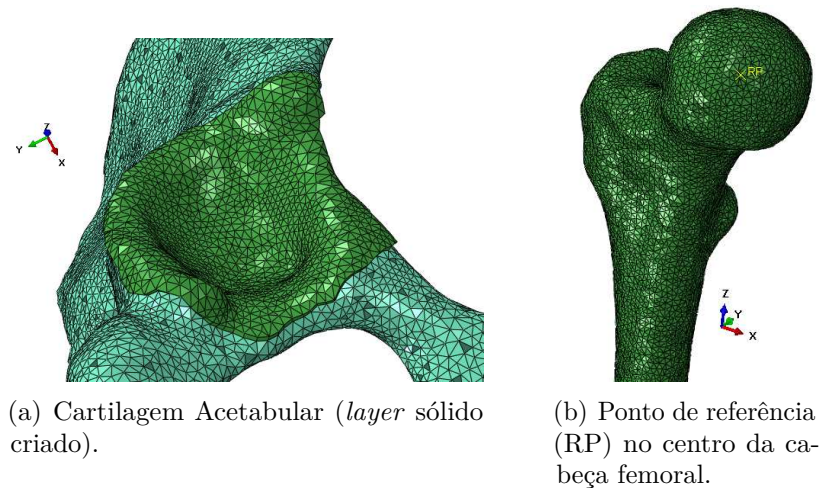 RP
Z
Y
X
Z
Y
X
(a) Cartilagem Acetabular (layer sólido
criado).
(b) Ponto de referência
(RP) no centro da ca-
beça femoral.